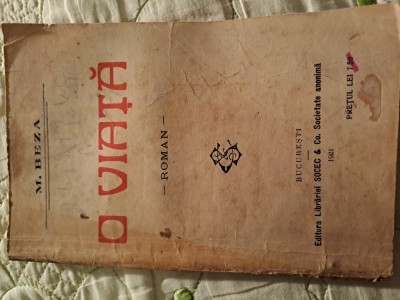 M. BEZA
O VIAȚĂ
— ROMAN —
BUCUREȘTI
Editura Librăriei SOCEC & Co. Societate anonimă
1921
PREȚUL LEI